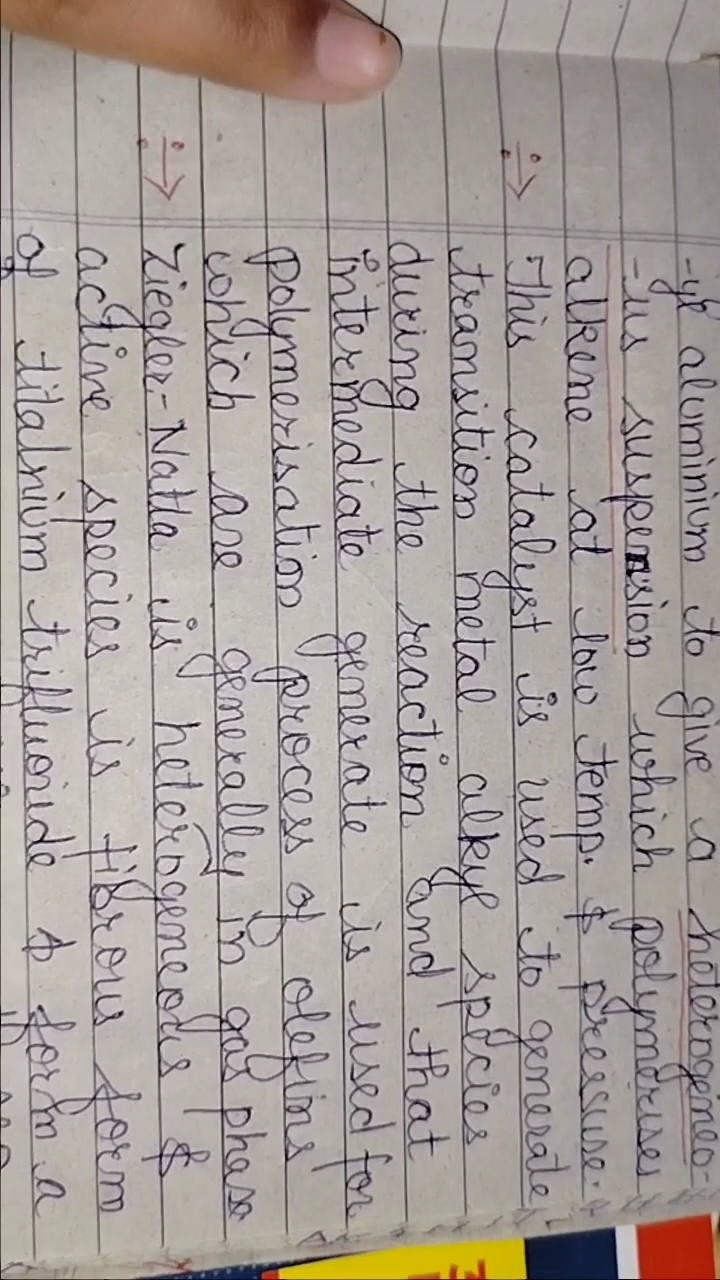 -yl aluminium to give a heterogeneo-
-us suspension which polymerises
alkene at low temp. & pressure.
This catalyst is used to generate
transition metal alkyl species
during the reaction and that
intermediate generate is used for
polymerisation process of olefins
which are generally in gas phase
Ziegler-Natta is heterogeneous &
active species is fibrous form
of titalnium trifluoride & form a